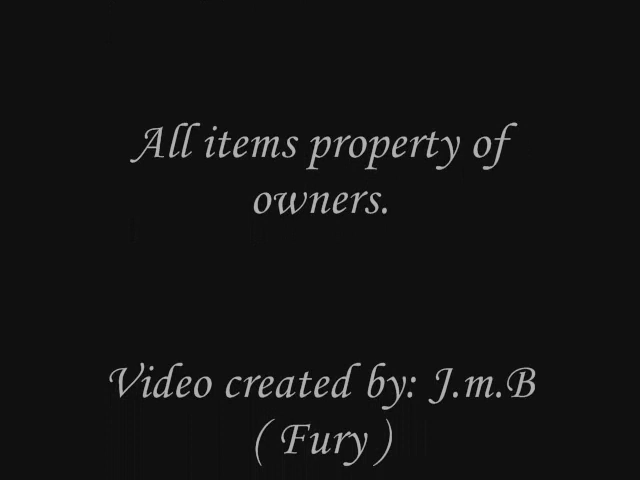 All items property of
owners.
Video created by: J.m.B
( Fury )